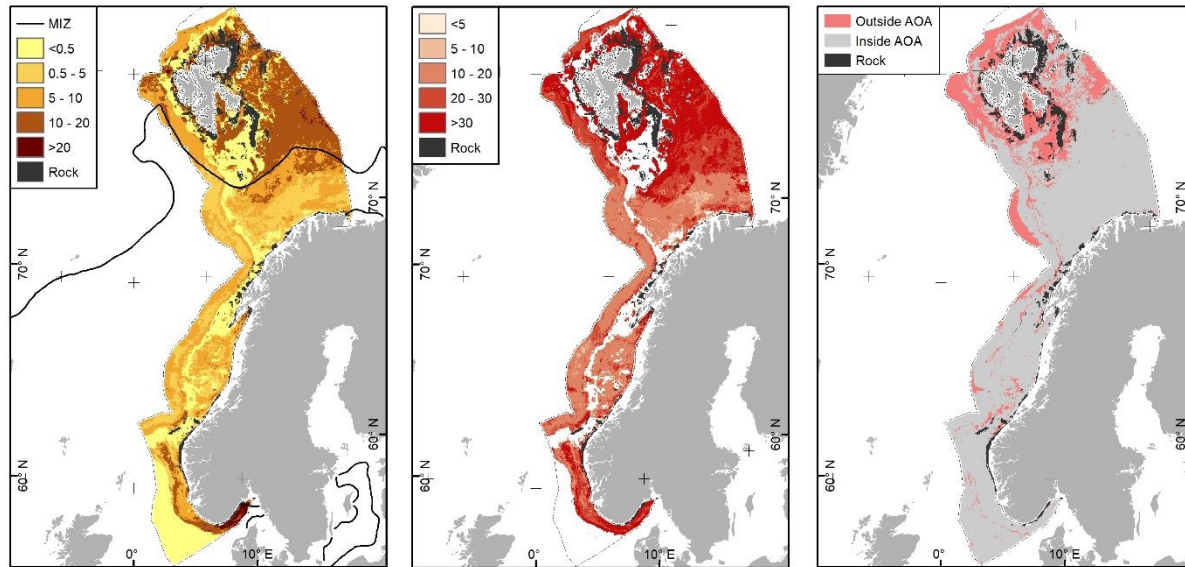 MIZ
<0.5
0.5 - 5
5 - 10
10 - 20
>20
Rock
70° N
70° N
60° N
60° N
0°
10° E
<5
5 - 10
10 - 20
20 - 30
>30
Rock
70° N
70° N
60° N
60° N
0°
10° E
Outside AOA
Inside AOA
Rock
70° N
70° N
60° N
60° N
0°
10° E